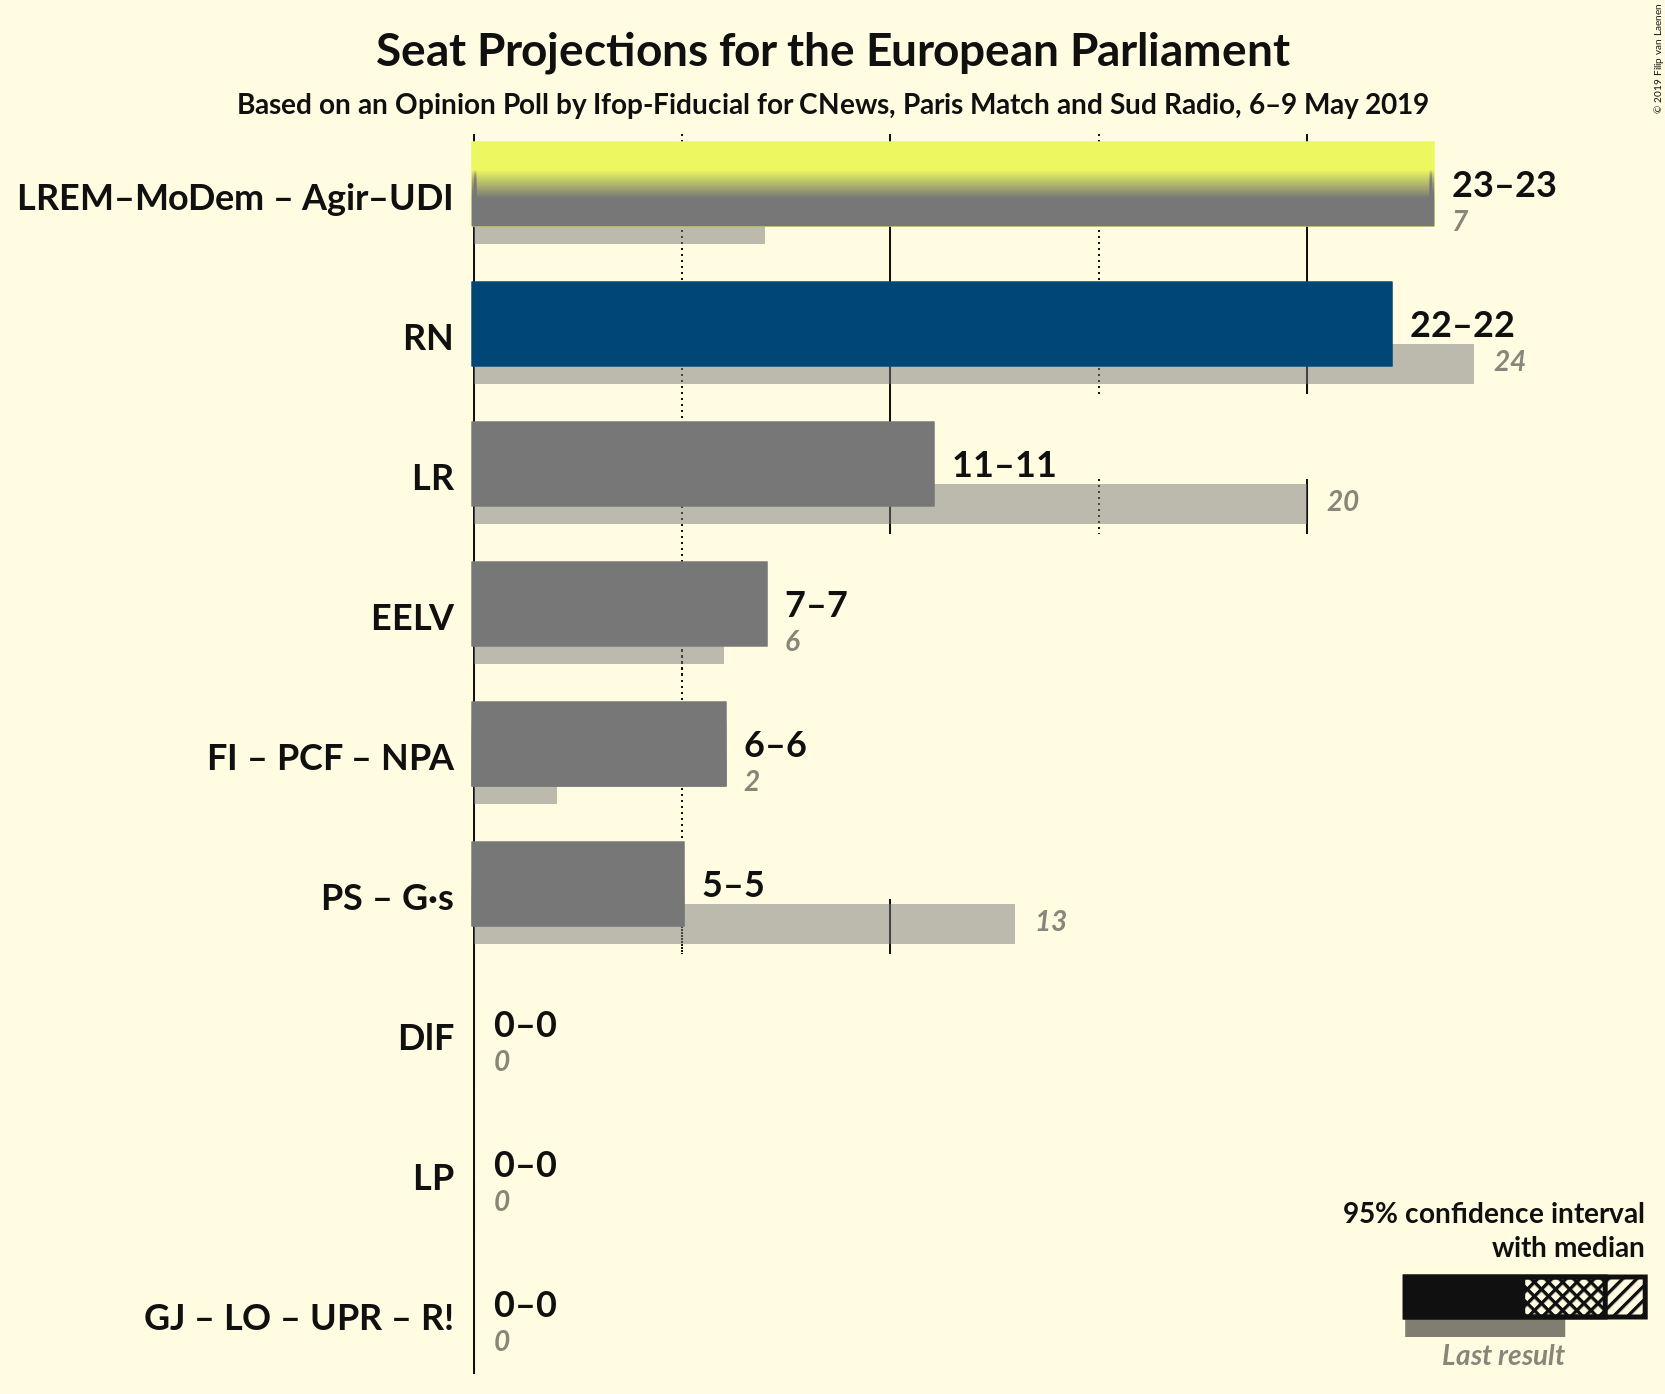 Seat Projections for the European Parliament
Based on an Opinion Poll by Ifop-Fiducial for CNews, Paris Match and Sud Radio, 6–9 May 2019
© 2019 Filip van Laenen
LREM–MoDem – Agir–UDI
23–23
7
RN
22–22
24
LR
11–11
20
EELV
7–7
6
FI – PCF – NPA
6–6
2
PS – G·s
5–5
13
DlF
0–0
0
LP
0–0
0
GJ – LO – UPR – R!
0–0
0
95% confidence interval
with median
Last result